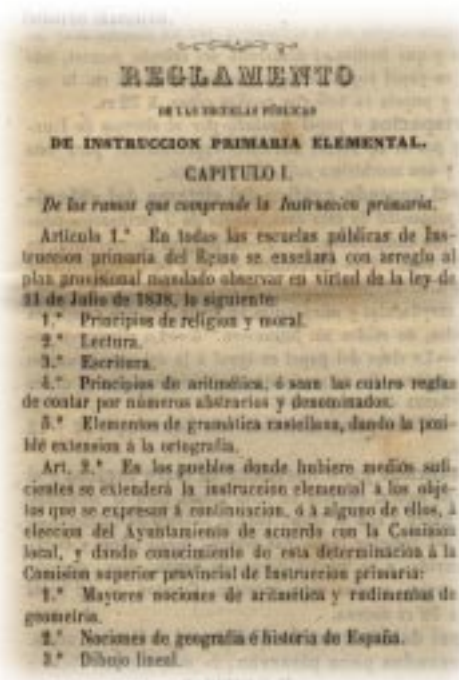 REGLAMENTO
DE LAS ESCUELAS PÚBLICAS
DE INSTRUCCION PRIMARIA ELEMENTAL.
CAPITULO I.
De los ramos que comprende la Instruccion primaria.
Artículo 1.º En todas las escuelas públicas de Ins-
truccion primaria del Reino se enseñará con arreglo al
plan provisional mandado observar en virtud de la ley de
21 de Julio de 1838, lo siguiente:
1.º Principios de religion y moral.
2.º Lectura.
3.º Escritura.
4.º Principios de aritmética, ó sean las cuatro reglas
de contar por números abstractos y denominados.
5.º Elementos de gramática castellana, dando la posi-
ble extension á la ortografía.
Art. 2.º En los pueblos donde hubiere medios sufi-
cientes se extenderá la instruccion elemental á los obje-
tos que se expresan á continuacion, ó á alguno de ellos, á
eleccion del Ayuntamiento de acuerdo con la Comision
local, y dando conocimiento de esta determinacion á la
Comision superior provincial de Instruccion primaria:
1.º Mayores nociones de aritmética y rudimentos de
geometría.
2.º Nociones de geografía é historia de España.
3.º Dibujo lineal.